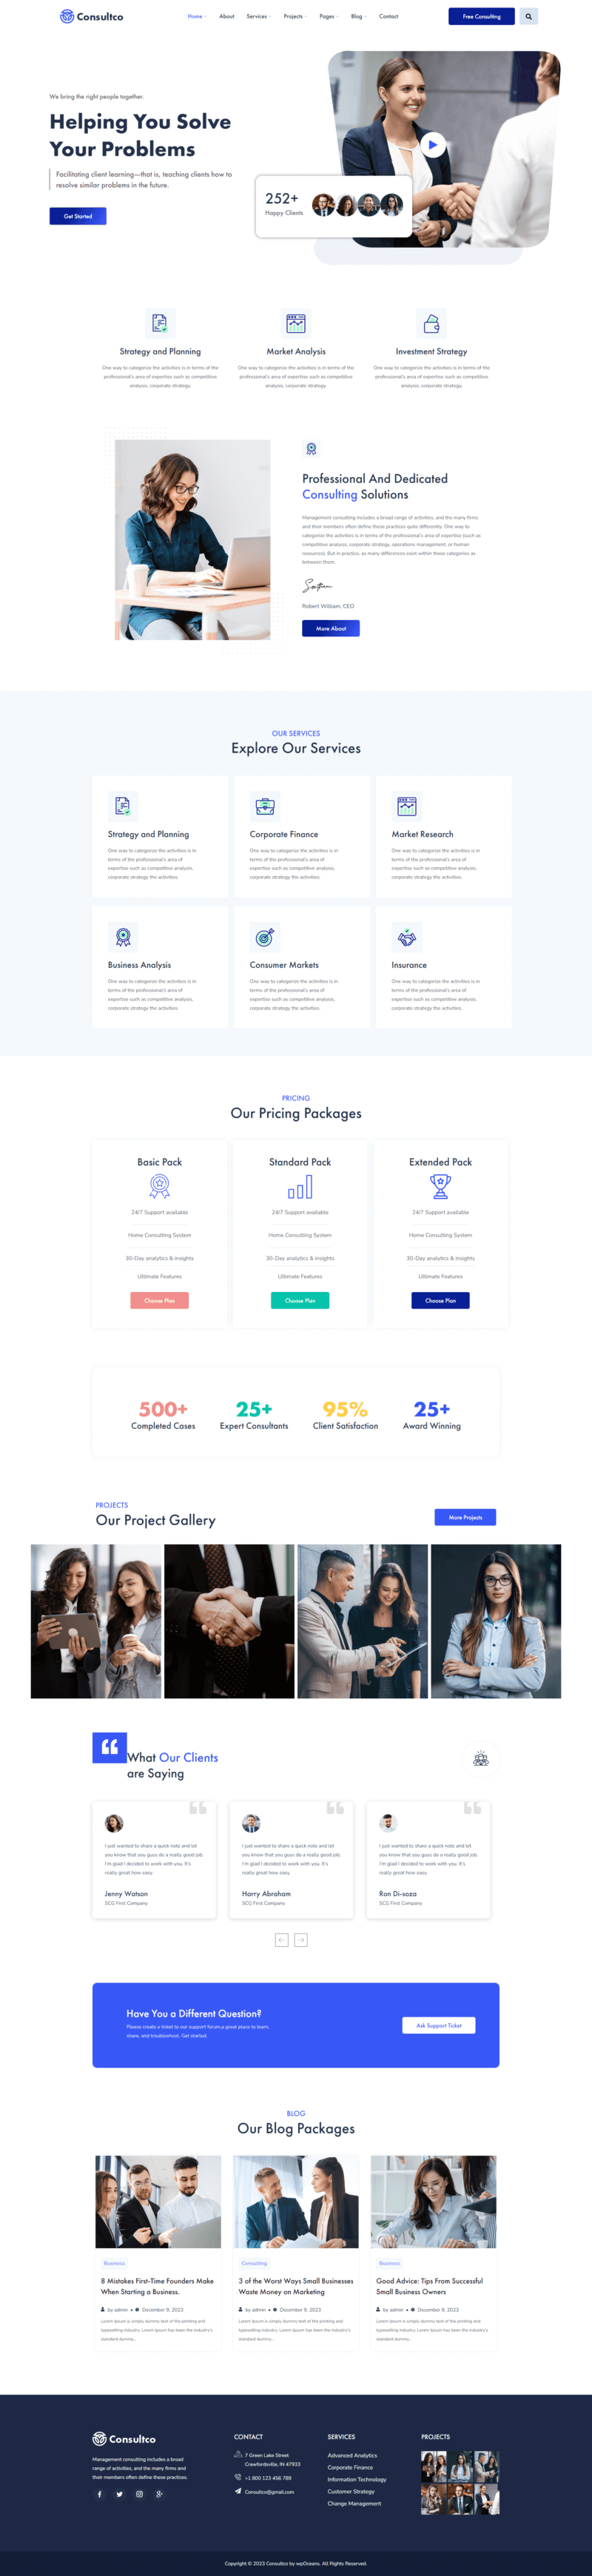 Consultco
Home
About
Services
Projects
Pages
Blog
Contact
Free Consulting
We bring the right people together.
Helping You Solve
Your Problems
Facilitating client learning—that is, teaching clients how to
resolve similar problems in the future.
Get Started
252+
Happy Clients
Strategy and Planning
One way to categorize the activities is in terms of the
professional's area of expertise such as competitive
analysis, corporate strategy.
Market Analysis
One way to categorize the activities is in terms of the
professional's area of expertise such as competitive
analysis, corporate strategy.
Investment Strategy
One way to categorize the activities is in terms of the
professional's area of expertise such as competitive
analysis, corporate strategy.
Professional And Dedicated
Consulting Solutions
Management consulting includes a broad range of activities, and the many firms
and their members often define these practices quite differently. One way to
categorize the activities is in terms of the professional's area of expertise (such as
competitive analysis, corporate strategy, operations management, or human
resources). But in practice, as many differences exist within these categories as
between them.
Robert William, CEO
More About
OUR SERVICES
Explore Our Services
Strategy and Planning
One way to categorize the activities is in
terms of the professional's area of
expertise such as competitive analysis,
corporate strategy the activities.
Corporate Finance
One way to categorize the activities is in
terms of the professional's area of
expertise such as competitive analysis,
corporate strategy the activities.
Market Research
One way to categorize the activities is in
terms of the professional's area of
expertise such as competitive analysis,
corporate strategy the activities.
Business Analysis
One way to categorize the activities is in
terms of the professional's area of
expertise such as competitive analysis,
corporate strategy the activities.
Consumer Markets
One way to categorize the activities is in
terms of the professional's area of
expertise such as competitive analysis,
corporate strategy the activities.
Insurance
One way to categorize the activities is in
terms of the professional's area of
expertise such as competitive analysis,
corporate strategy the activities.
PRICING
Our Pricing Packages
Basic Pack
24/7 Support available
Home Consulting System
30-Day analytics & insights
Ultimate Features
Choose Plan
Standard Pack
24/7 Support available
Home Consulting System
30-Day analytics & insights
Ultimate Features
Choose Plan
Extended Pack
24/7 Support available
Home Consulting System
30-Day analytics & insights
Ultimate Features
Choose Plan
500+
Completed Cases
25+
Expert Consultants
95%
Client Satisfaction
25+
Award Winning
PROJECTS
Our Project Gallery
More Projects
What Our Clients
are Saying
I just wanted to share a quick note and let
you know that you guys do a really good job.
I'm glad I decided to work with you. It's
really great how easy.
Jenny Watson
SCG First Company
I just wanted to share a quick note and let
you know that you guys do a really good job.
I'm glad I decided to work with you. It's
really great how easy.
Harry Abraham
SCG First Company
I just wanted to share a quick note and let
you know that you guys do a really good job.
I'm glad I decided to work with you. It's
really great how easy.
Ron Di-soza
SCG First Company
Have You a Different Question?
Please create a ticket to our support forum,a great place to learn,
share, and troubleshoot. Get started.
Ask Support Ticket
BLOG
Our Blog Packages
Business
8 Mistakes First-Time Founders Make
When Starting a Business.
by admin • December 9, 2023
Lorem Ipsum is simply dummy text of the printing and
typesetting industry. Lorem Ipsum has been the industry's
standard dummy...
Consulting
3 of the Worst Ways Small Businesses
Waste Money on Marketing
by admin • December 9, 2023
Lorem Ipsum is simply dummy text of the printing and
typesetting industry. Lorem Ipsum has been the industry's
standard dummy...
Business
Good Advice: Tips From Successful
Small Business Owners
by admin • December 9, 2023
Lorem Ipsum is simply dummy text of the printing and
typesetting industry. Lorem Ipsum has been the industry's
standard dummy...
Consultco
Management consulting includes a broad
range of activities, and the many firms and
their members often define these practices.
CONTACT
7 Green Lake Street
Crawfordsville, IN 47933
+1 800 123 456 789
Consultco@gmail.com
SERVICES
Advanced Analytics
Corporate Finance
Information Technology
Customer Strategy
Change Management
PROJECTS
Copyright © 2023 Consultco by wpOceans. All Rights Reserved.